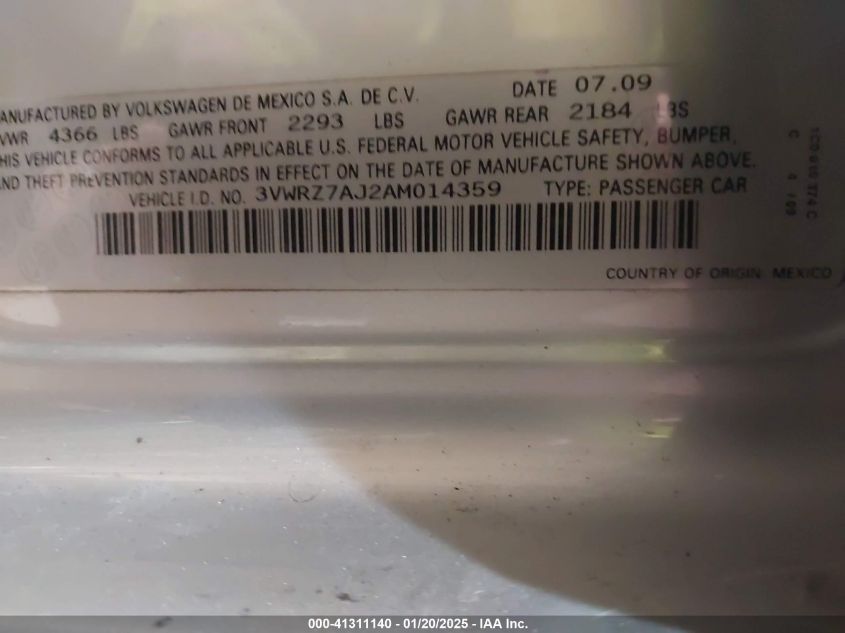 MANUFACTURED BY VOLKSWAGEN DE MEXICO S.A. DE C.V. DATE 07.09
VWR 4366 LBS GAWR FRONT 2293 LBS GAWR REAR 2184 LBS
THIS VEHICLE CONFORMS TO ALL APPLICABLE U.S. FEDERAL MOTOR VEHICLE SAFETY, BUMPER,
AND THEFT PREVENTION STANDARDS IN EFFECT ON THE DATE OF MANUFACTURE SHOWN ABOVE.
VEHICLE I.D. NO. 3VWRZ7AJ2AM014359 TYPE: PASSENGER CAR
COUNTRY OF ORIGIN: MEXICO
000-41311140 - 01/20/2025 - IAA Inc.